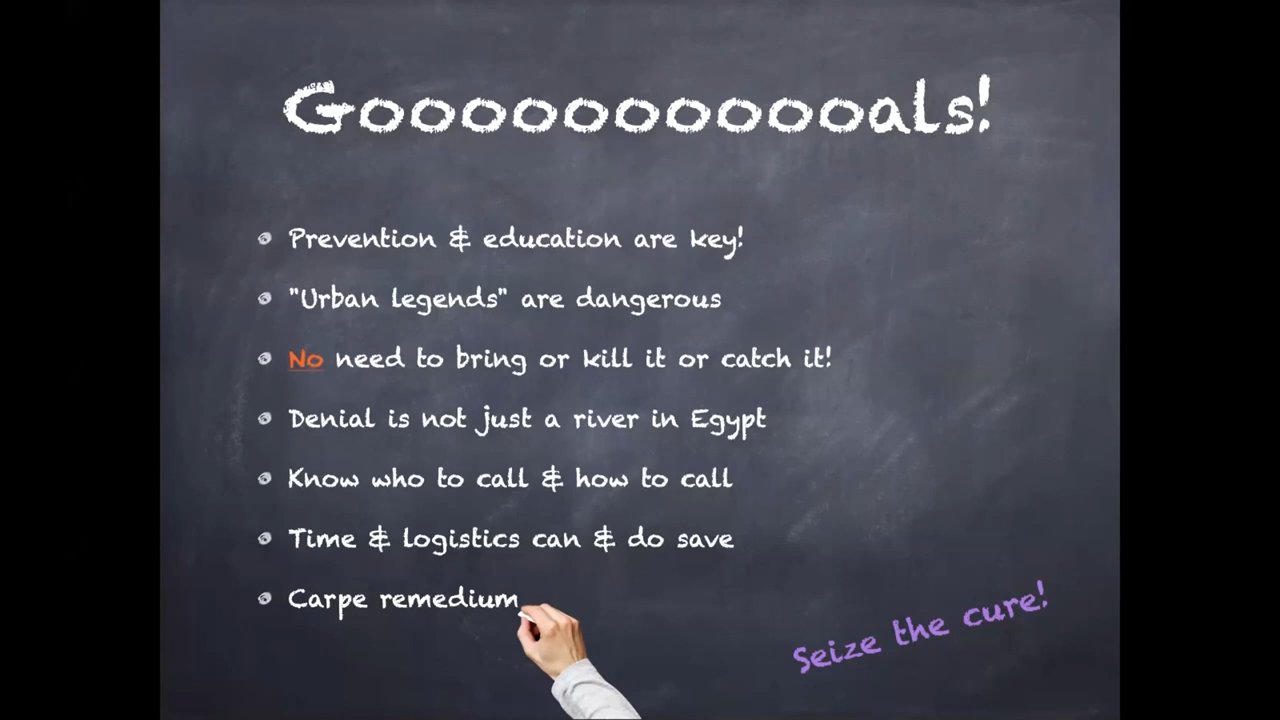 Goooooooooooals!
Prevention & education are key!
"Urban legends" are dangerous
No need to bring or kill it or catch it!
Denial is not just a river in Egypt
Know who to call & how to call
Time & logistics can & do save
Carpe remedium
Seize the cure!